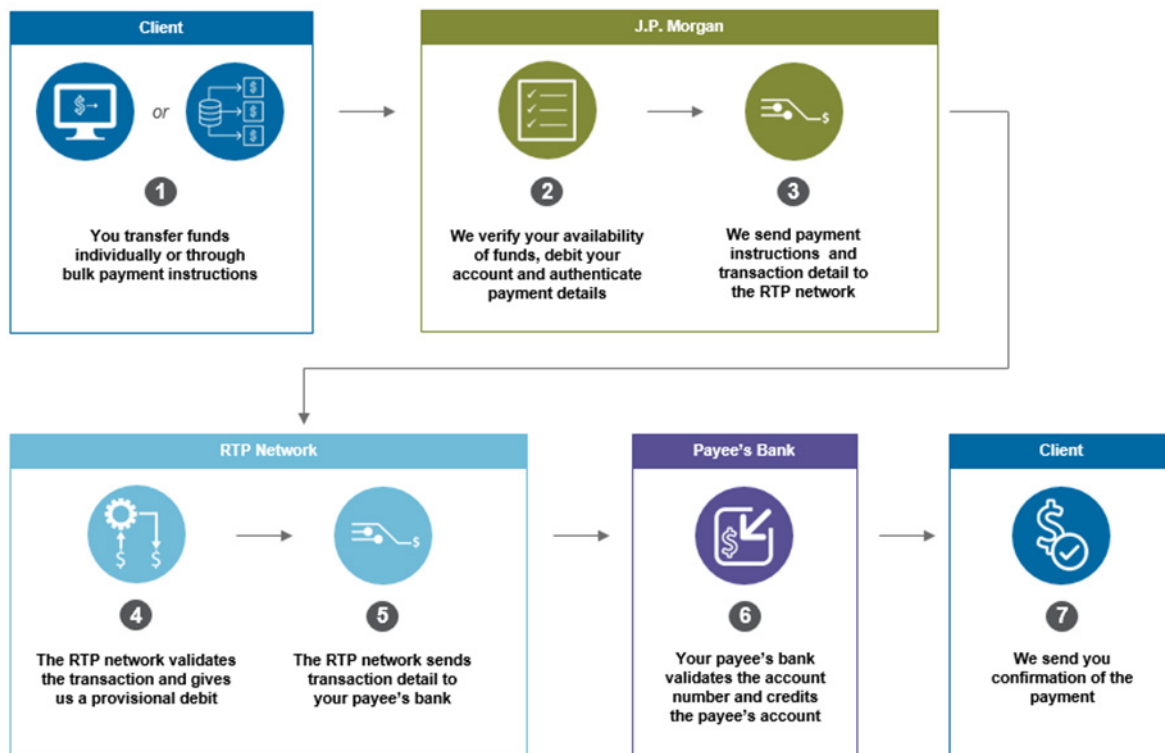 Client
$ →
or
$
$
$
1
You transfer funds
individually or through
bulk payment instructions
J.P. Morgan
2
We verify your availability
of funds, debit your
account and authenticate
payment details
$
3
We send payment
instructions and
transaction detail to
the RTP network
RTP Network
$ $
4
The RTP network validates
the transaction and gives
us a provisional debit
$
5
The RTP network sends
transaction detail to
your payee's bank
Payee's Bank
$
6
Your payee's bank
validates the account
number and credits
the payee's account
Client
$
7
We send you
confirmation of the
payment